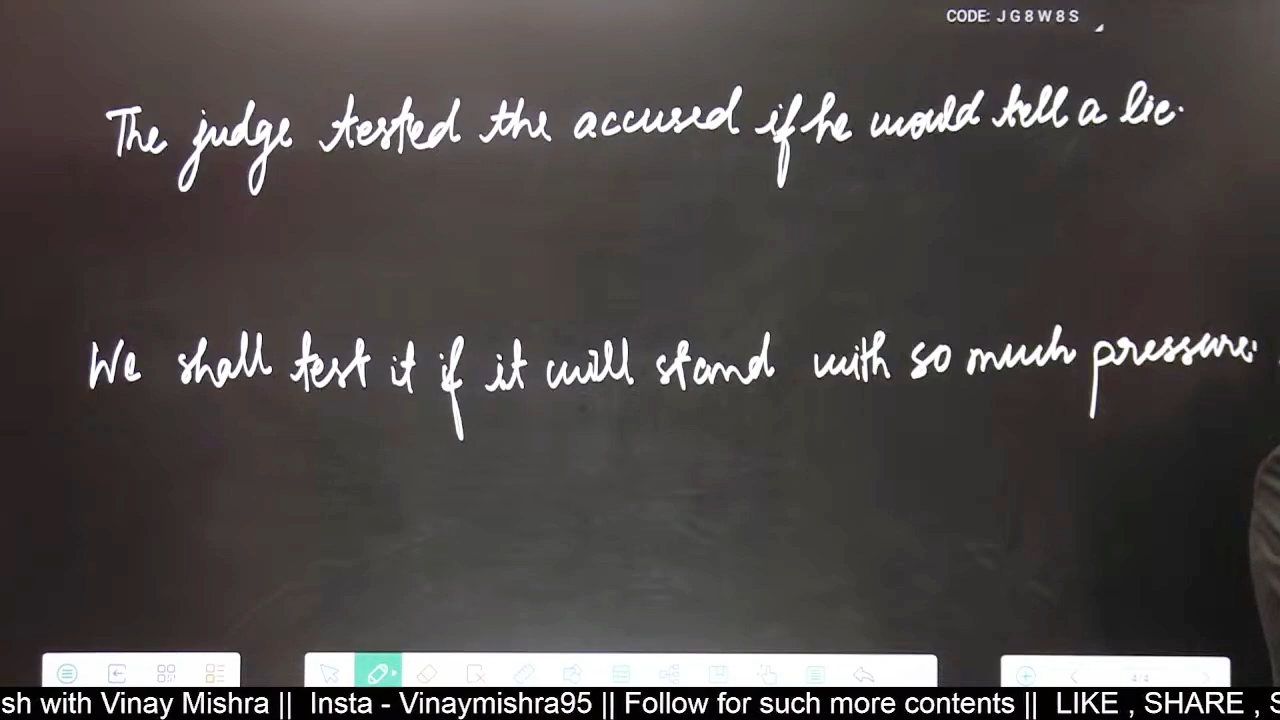 CODE: J G 8 W 8 S
The judge tested the accused if he would tell a lie.
We shall test it if it will stand with so much pressure.
4/4
sh with Vinay Mishra || Insta - Vinaymishra95 || Follow for such more contents || LIKE , SHARE , S